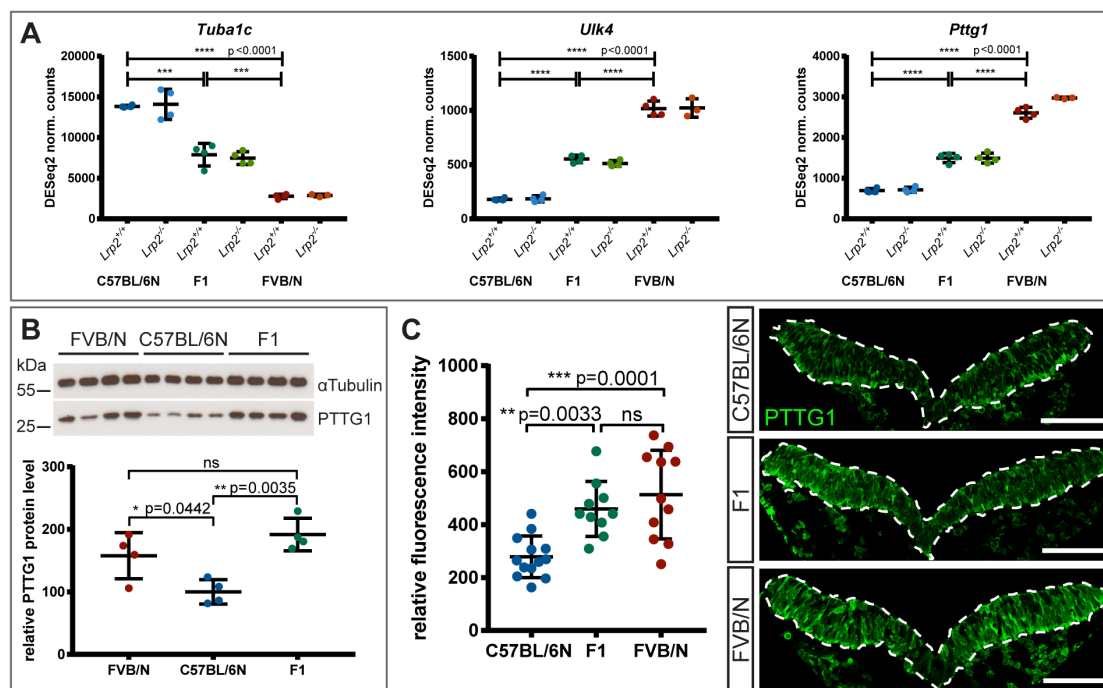 A
Tuba1c
**** p<0.0001
*** ***
DESeq2 norm. counts
20000
15000
10000
5000
0
Lrp2+/+ Lrp2-/- Lrp2+/+ Lrp2-/- Lrp2+/+ Lrp2-/-
C57BL/6N F1 FVB/N
Ulk4
**** p<0.0001
**** ****
DESeq2 norm. counts
1500
1000
500
0
Lrp2+/+ Lrp2-/- Lrp2+/+ Lrp2-/- Lrp2+/+ Lrp2-/-
C57BL/6N F1 FVB/N
Pttg1
**** p<0.0001
**** ****
DESeq2 norm. counts
4000
3000
2000
1000
0
Lrp2+/+ Lrp2-/- Lrp2+/+ Lrp2-/- Lrp2+/+ Lrp2-/-
C57BL/6N F1 FVB/N
B
FVB/N C57BL/6N F1
kDa
55
αTubulin
25
PTTG1
relative PTTG1 protein level
300
200
100
0
ns
** p=0.0035
* p=0.0442
FVB/N C57BL/6N F1
C
relative fluorescence intensity
1000
800
600
400
200
0
*** p=0.0001
** p=0.0033 ns
C57BL/6N F1 FVB/N
C57BL/6N
PTTG1
F1
FVB/N